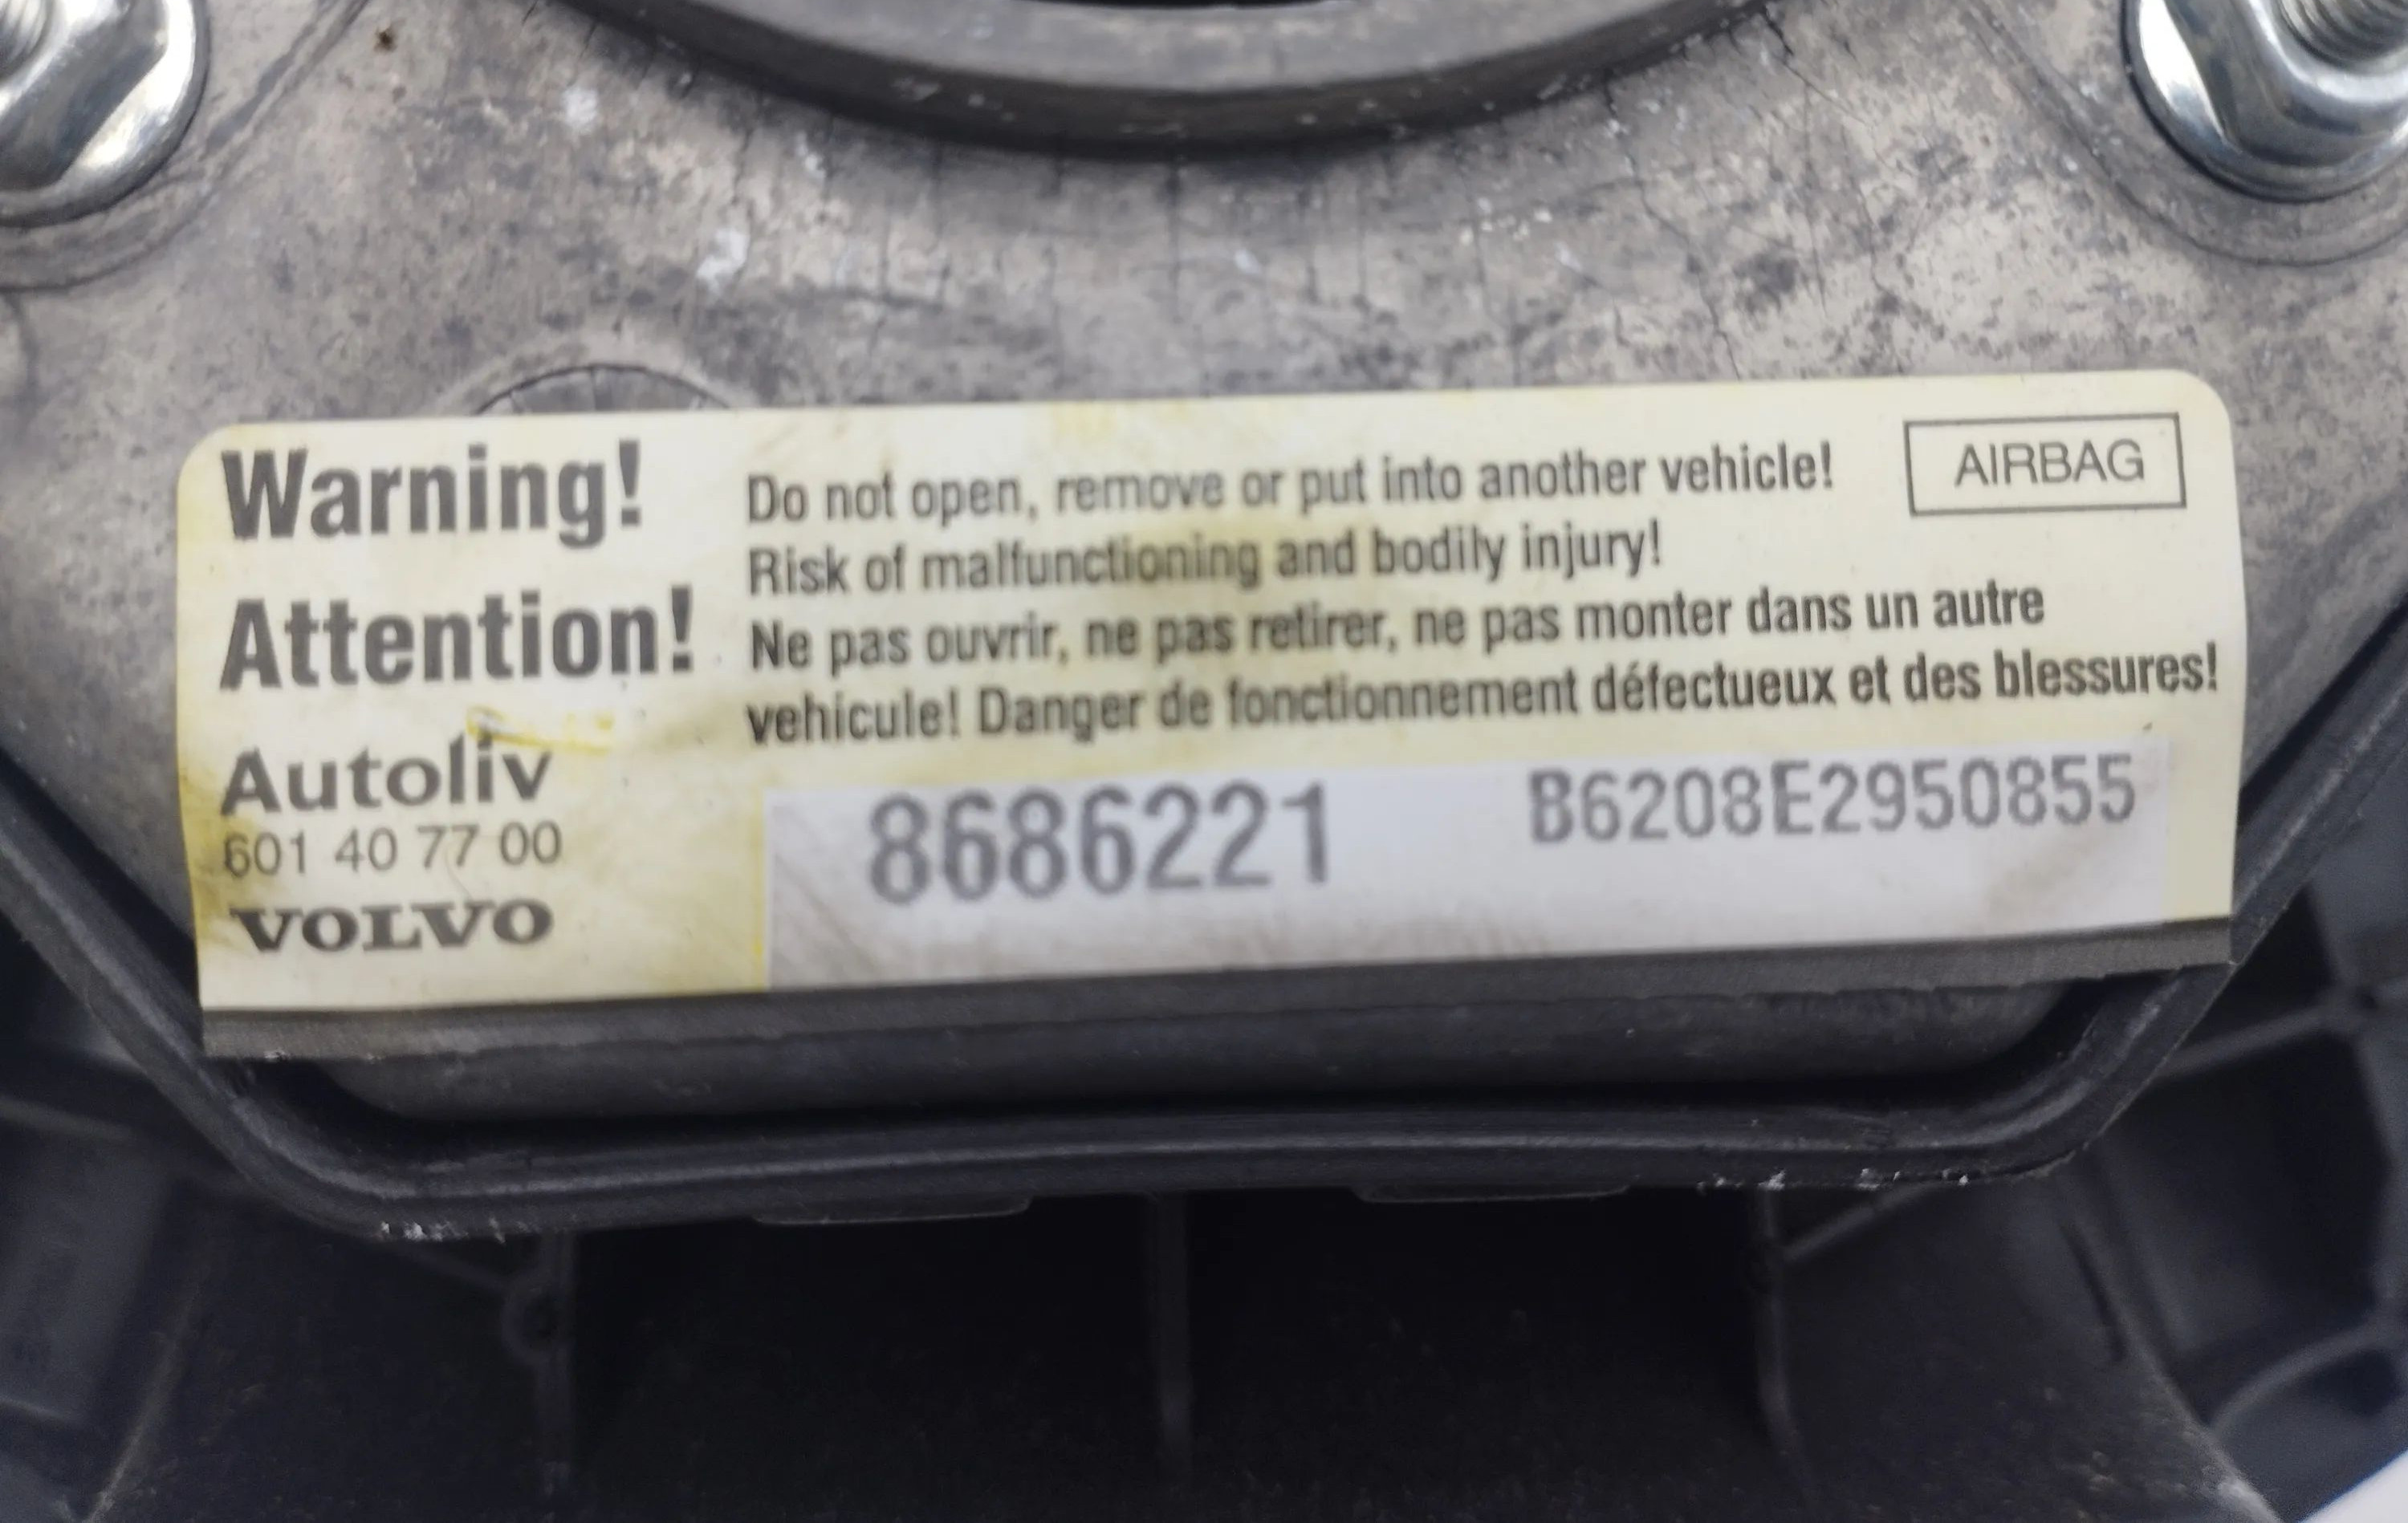 Warning!
Do not open, remove or put into another vehicle!
AIRBAG
Risk of malfunctioning and bodily injury!
Attention!
Ne pas ouvrir, ne pas retirer, ne pas monter dans un autre
vehicule! Danger de fonctionnement défectueux et des blessures!
Autoliv
601 40 77 00
VOLVO
8686221
B6208E2950855